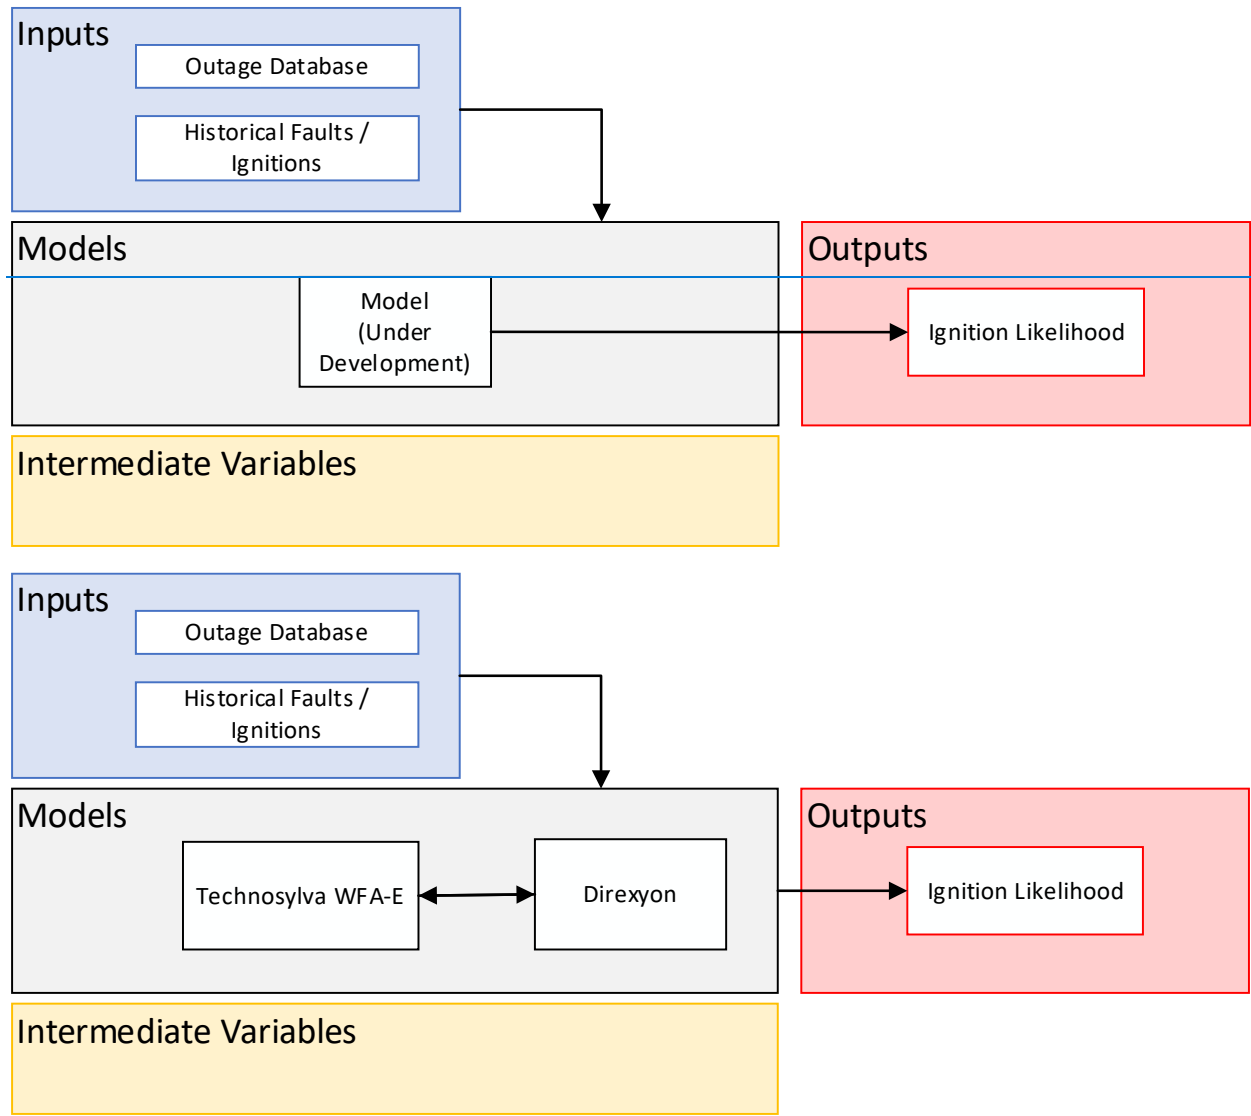 Inputs
Outage Database
Historical Faults /
Ignitions
Models
Model
(Under
Development)
Outputs
Ignition Likelihood
Intermediate Variables
Inputs
Outage Database
Historical Faults /
Ignitions
Models
Technosylva WFA-E
Direxyon
Outputs
Ignition Likelihood
Intermediate Variables